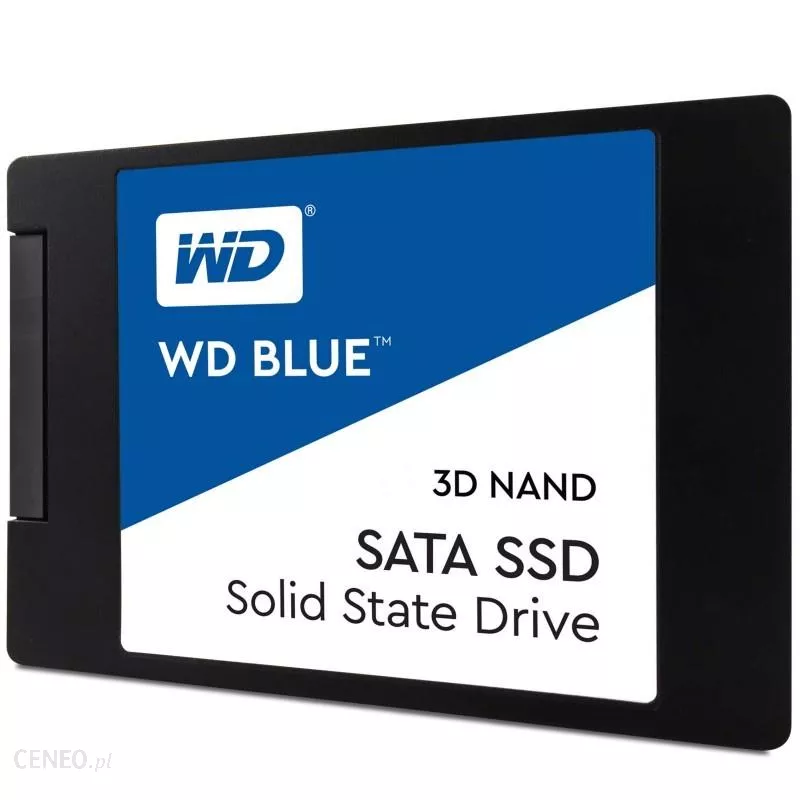 WD®
WD BLUE™
3D NAND
SATA SSD
Solid State Drive
CENEO.pl